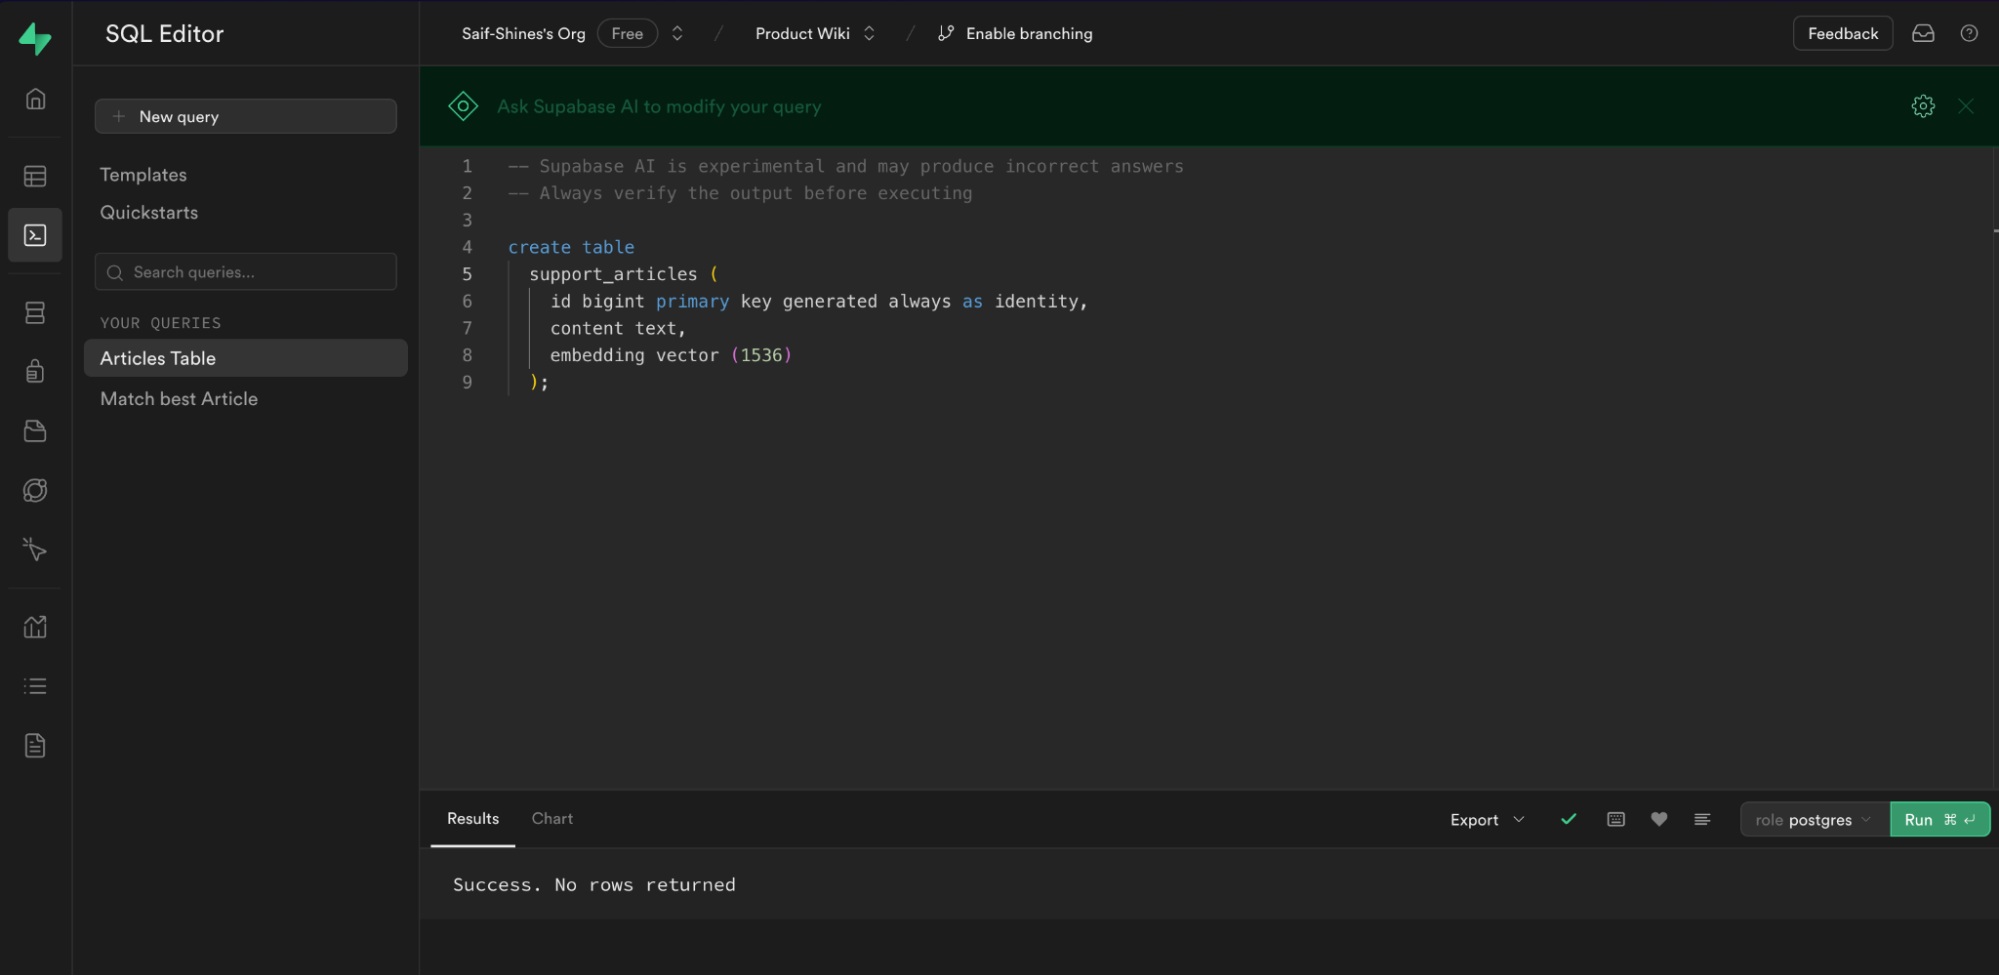 SQL Editor
Saif-Shines's Org Free / Product Wiki / Enable branching
Feedback
New query
Templates
Quickstarts
Search queries...
YOUR QUERIES
Articles Table
Match best Article
Ask Supabase AI to modify your query
1 -- Supabase AI is experimental and may produce incorrect answers
2 -- Always verify the output before executing
3
4 create table
5 support_articles (
6 id bigint primary key generated always as identity,
7 content text,
8 embedding vector (1536)
9 );
Results Chart
Export
role postgres
Run ⌘ ↵
Success. No rows returned